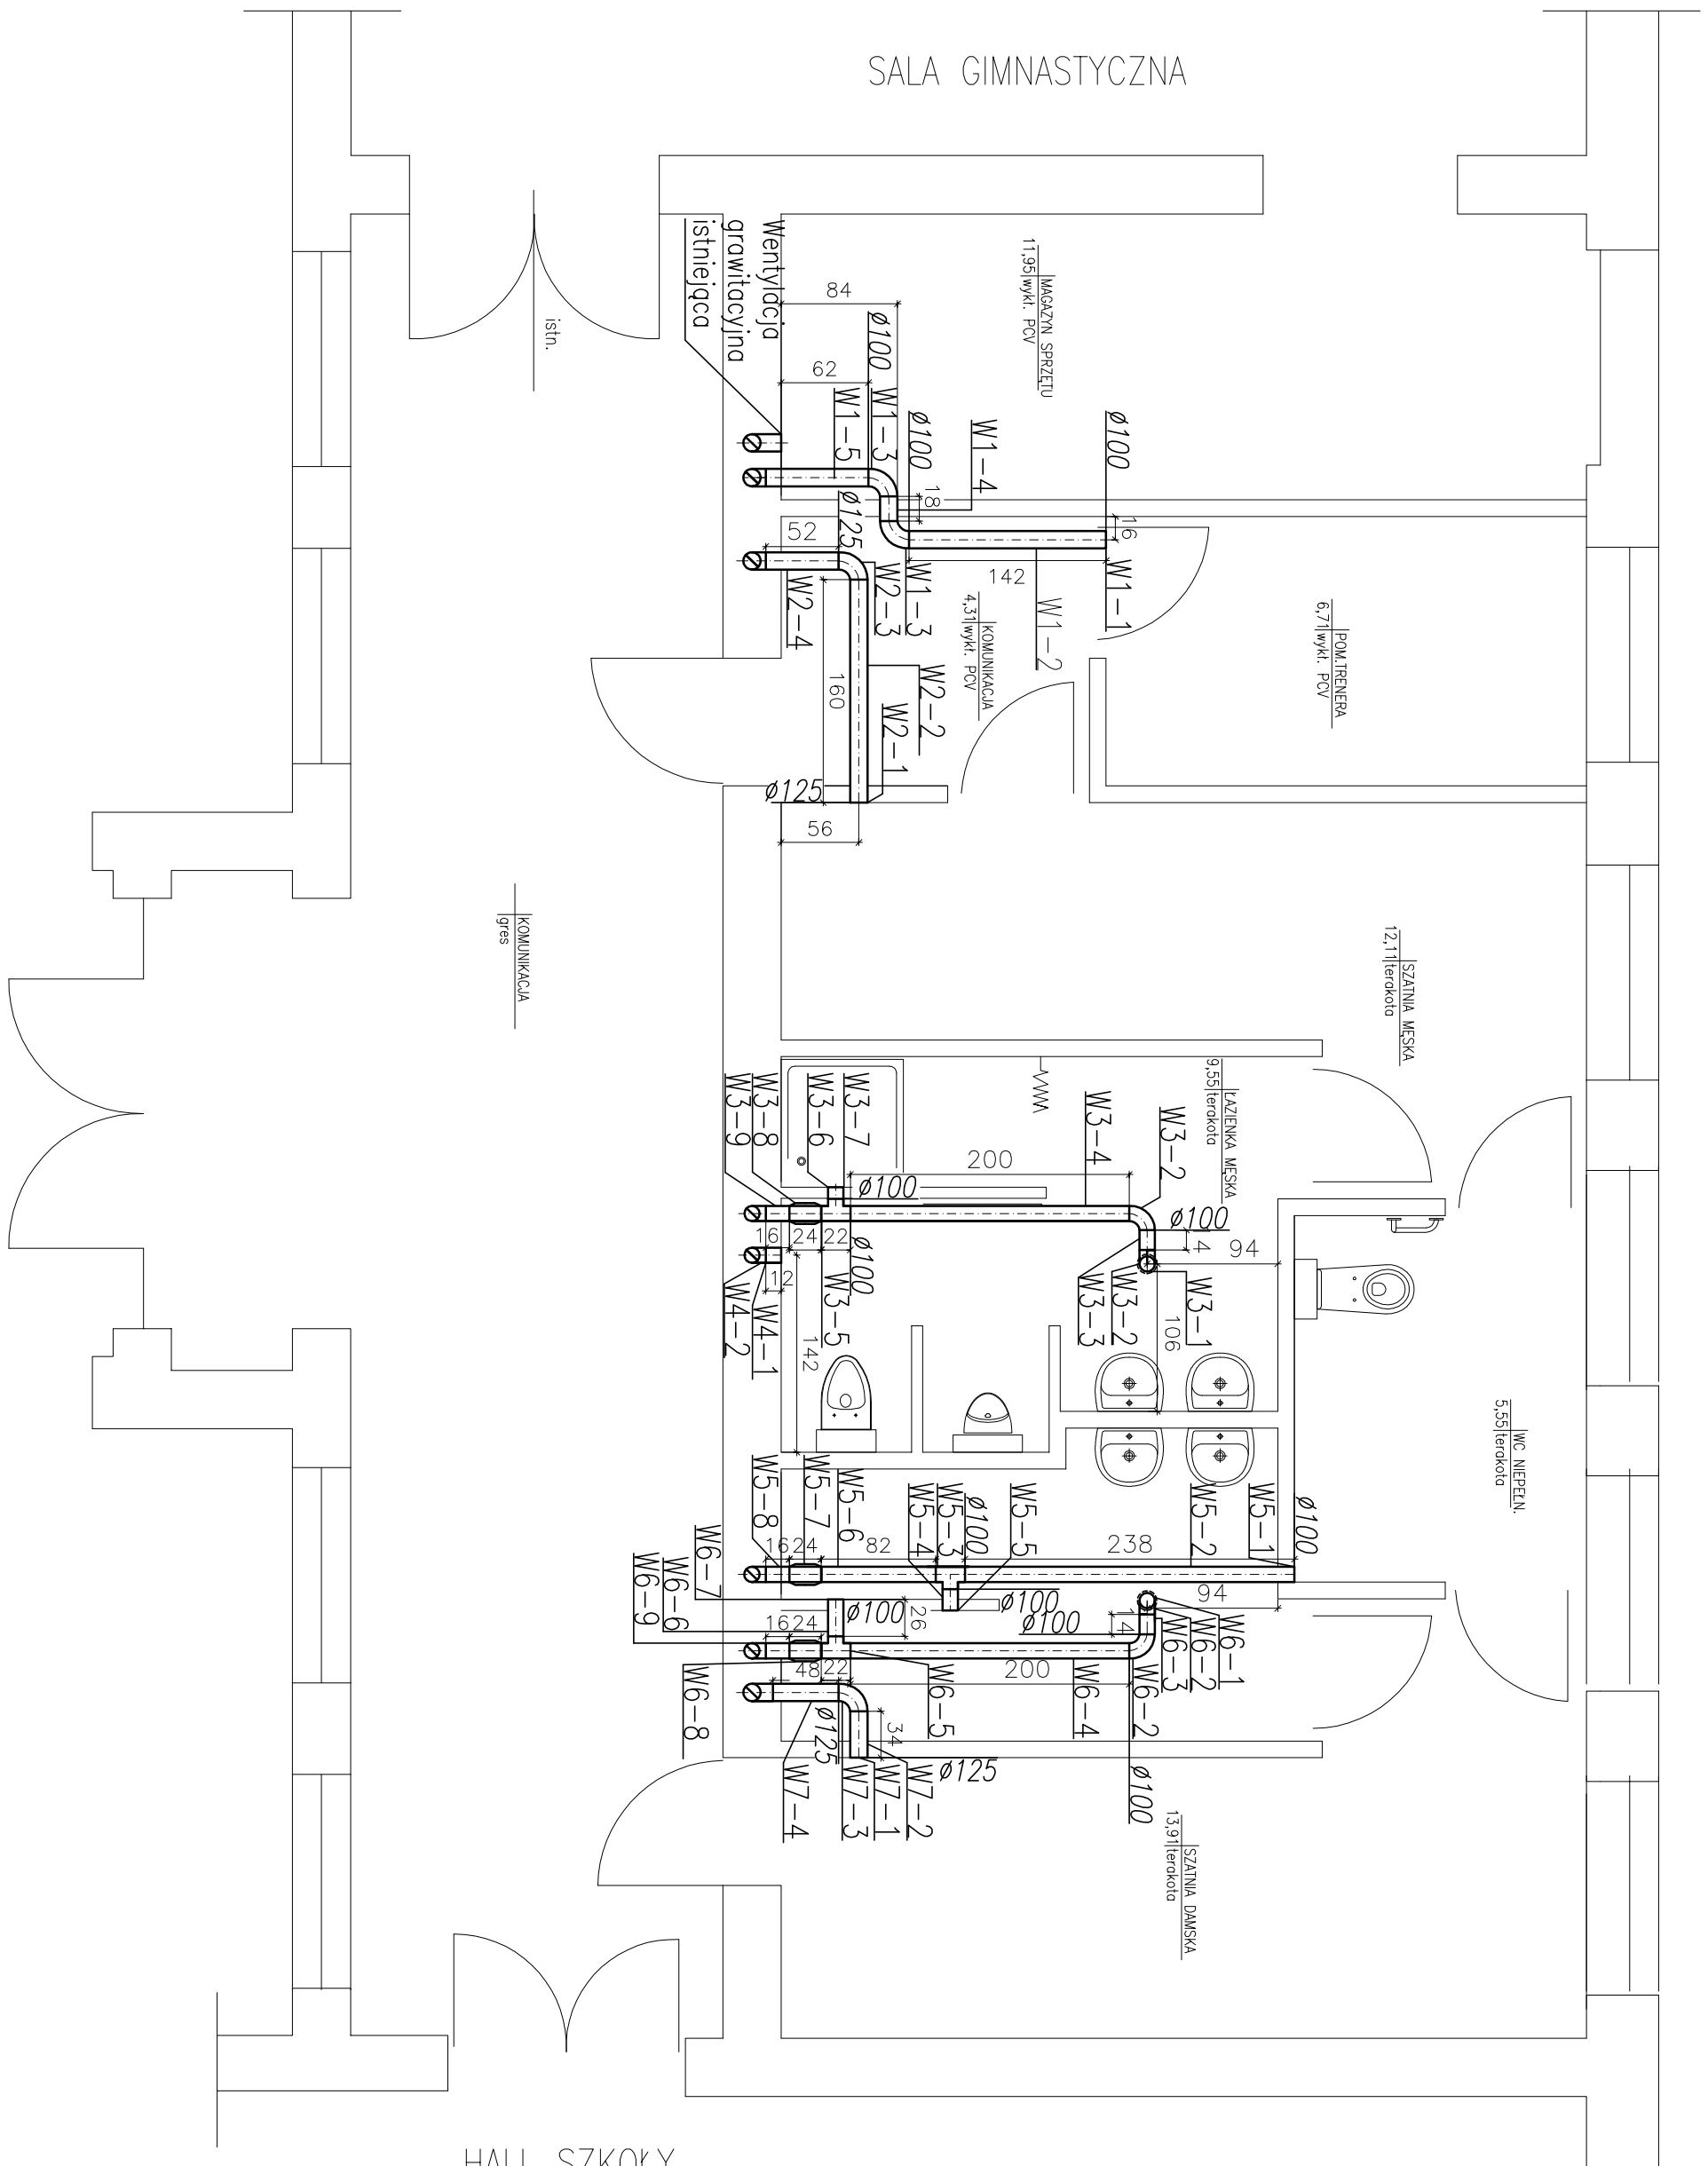 SALA GIMNASTYCZNA
Wentylacja
grawitacyjna
istniejąca
istn.
11,95
MAGAZYN SPRZĘTU
wykł. PCV
84
62
ø100
W1-3
W1-5
ø100
W1-4
ø100
18
16
142
W1-1
W1-2
W1-3
ø125
52
W2-3
W2-4
160
W2-2
W2-1
ø125
56
4,31
KOMUNIKACJA
wykł. PCV
6,71
POM.TRENERA
wykł. PCV
KOMUNIKACJA
gres
12,11
SZATNIA MĘSKA
terakota
9,55
ŁAZIENKA MĘSKA
terakota
W3-9
W3-8
W3-6
W3-7
200
W3-4
W3-2
ø100
ø100
4
94
16
24
22
ø100
12
W3-5
W4-2
W4-1
142
W3-3
W3-2
W3-1
106
5,55
WC NIEPEŁN.
terakota
W5-8
W5-7
W5-6
W5-4
W5-3
ø100
W5-5
W5-2
W5-1
ø100
16
24
82
238
94
W6-7
W6-6
W6-9
ø100
26
ø100
ø100
4
16
24
48
22
200
W6-1
W6-2
W6-3
W6-2
W6-4
W6-5
W6-8
34
ø125
ø125
ø100
W7-2
W7-1
W7-3
W7-4
13,91
SZATNIA DAMSKA
terakota
HALL SZKOŁY